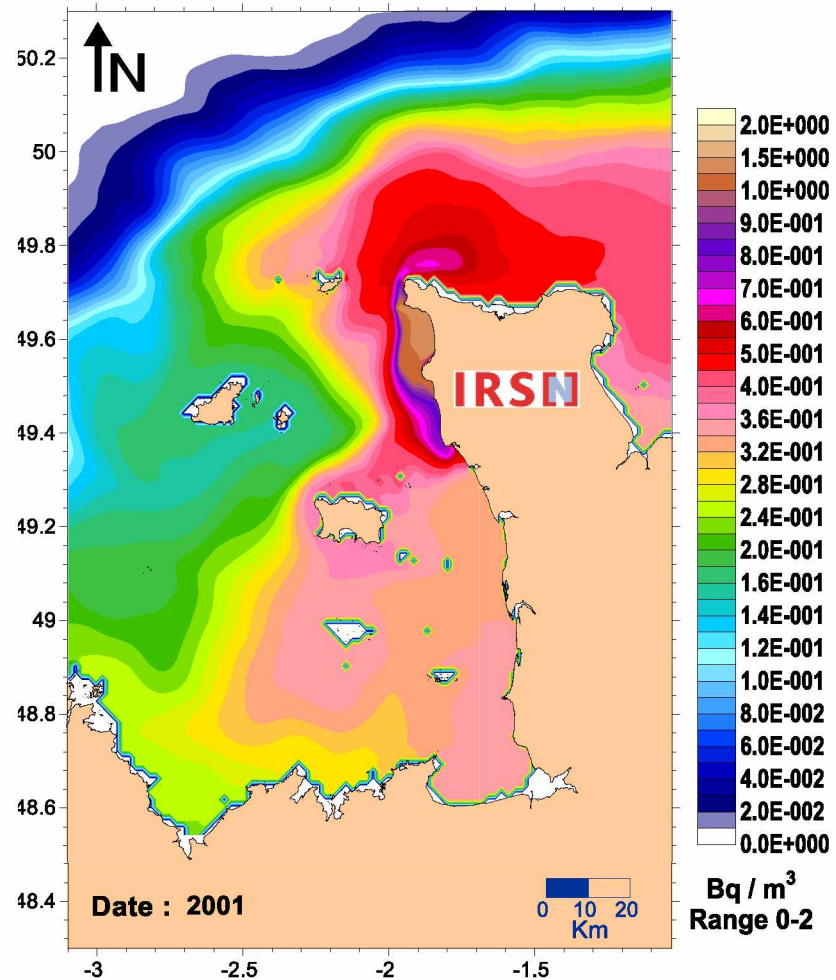 N
50.2
50
49.8
49.6
49.4
49.2
49
48.8
48.6
48.4
-3
-2.5
-2
-1.5
IRSN
Date : 2001
0 10 20
Km
2.0E+000
1.5E+000
1.0E+000
9.0E-001
8.0E-001
7.0E-001
6.0E-001
5.0E-001
4.0E-001
3.6E-001
3.2E-001
2.8E-001
2.4E-001
2.0E-001
1.6E-001
1.4E-001
1.2E-001
1.0E-001
8.0E-002
6.0E-002
4.0E-002
2.0E-002
0.0E+000
Bq / m³
Range 0-2